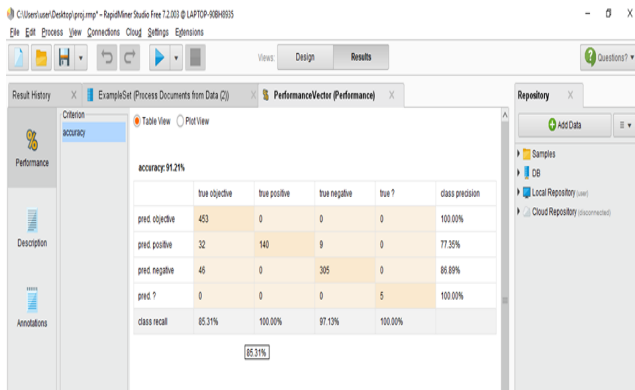 C:\Users\user\Desktop\proj.rmp* – RapidMiner Studio Free 7.2.003 @ LAPTOP-90BH0935
File Edit Process View Connections Cloud Settings Extensions
Views: Design Results Questions?
Result History ExampleSet (Process Documents from Data (2)) PerformanceVector (Performance) Repository
Criterion
accuracy
Table View Plot View
Add Data
Performance
Samples
DB
Local Repository (user)
Cloud Repository (disconnected)
accuracy: 91.21%
true objective true positive true negative true ? class precision
pred. objective 453 0 0 0 100.00%
pred. positive 32 140 9 0 77.35%
pred. negative 46 0 305 0 86.89%
pred. ? 0 0 0 5 100.00%
class recall 85.31% 100.00% 97.13% 100.00%
Description
Annotations
85.31%